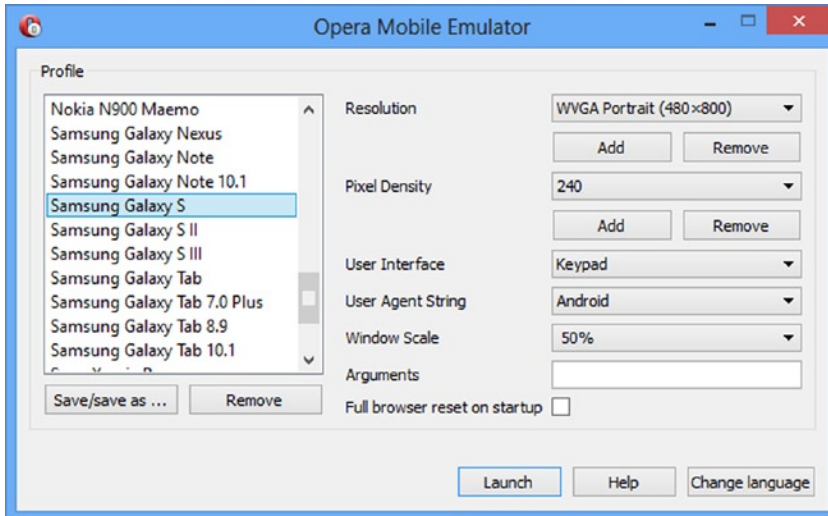 Opera Mobile Emulator
Profile
Nokia N900 Maemo
Samsung Galaxy Nexus
Samsung Galaxy Note
Samsung Galaxy Note 10.1
Samsung Galaxy S
Samsung Galaxy S II
Samsung Galaxy S III
Samsung Galaxy Tab
Samsung Galaxy Tab 7.0 Plus
Samsung Galaxy Tab 8.9
Samsung Galaxy Tab 10.1
Save/save as ... Remove
Resolution WVGA Portrait (480×800)
Add Remove
Pixel Density 240
Add Remove
User Interface Keypad
User Agent String Android
Window Scale 50%
Arguments
Full browser reset on startup
Launch Help Change language